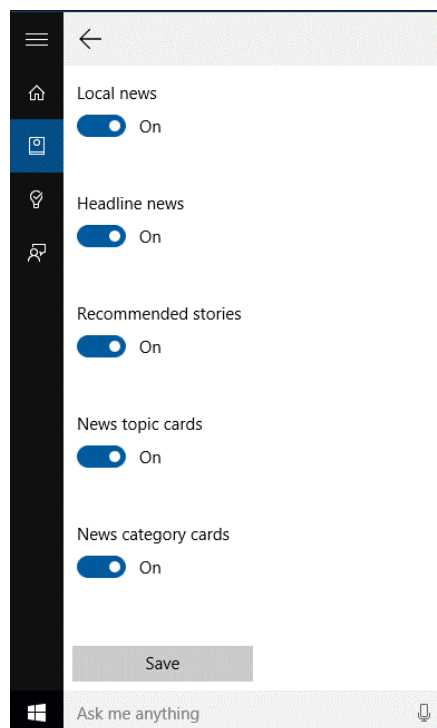 Local news
On
Headline news
On
Recommended stories
On
News topic cards
On
News category cards
On
Save
Ask me anything